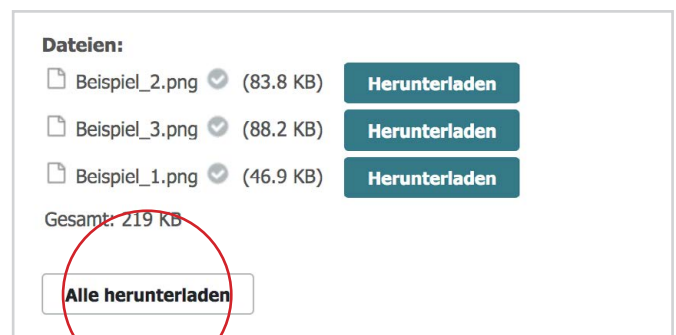 Dateien:
Beispiel_2.png (83.8 KB) Herunterladen
Beispiel_3.png (88.2 KB) Herunterladen
Beispiel_1.png (46.9 KB) Herunterladen
Gesamt: 219 KB
Alle herunterladen